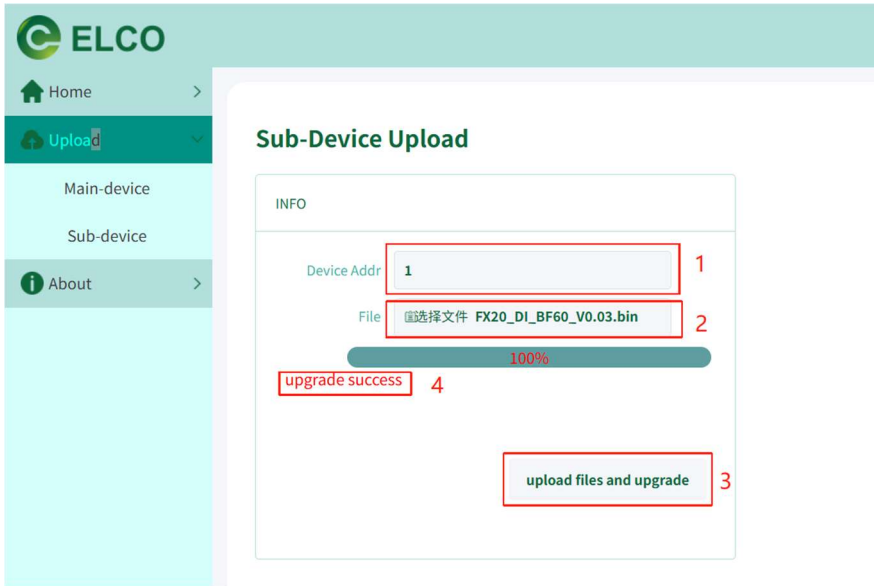 ELCO
Home
Upload
Main-device
Sub-device
About
Sub-Device Upload
INFO
Device Addr 1
1
File 选择文件 FX20_DI_BF60_V0.03.bin
2
100%
upgrade success
4
upload files and upgrade
3